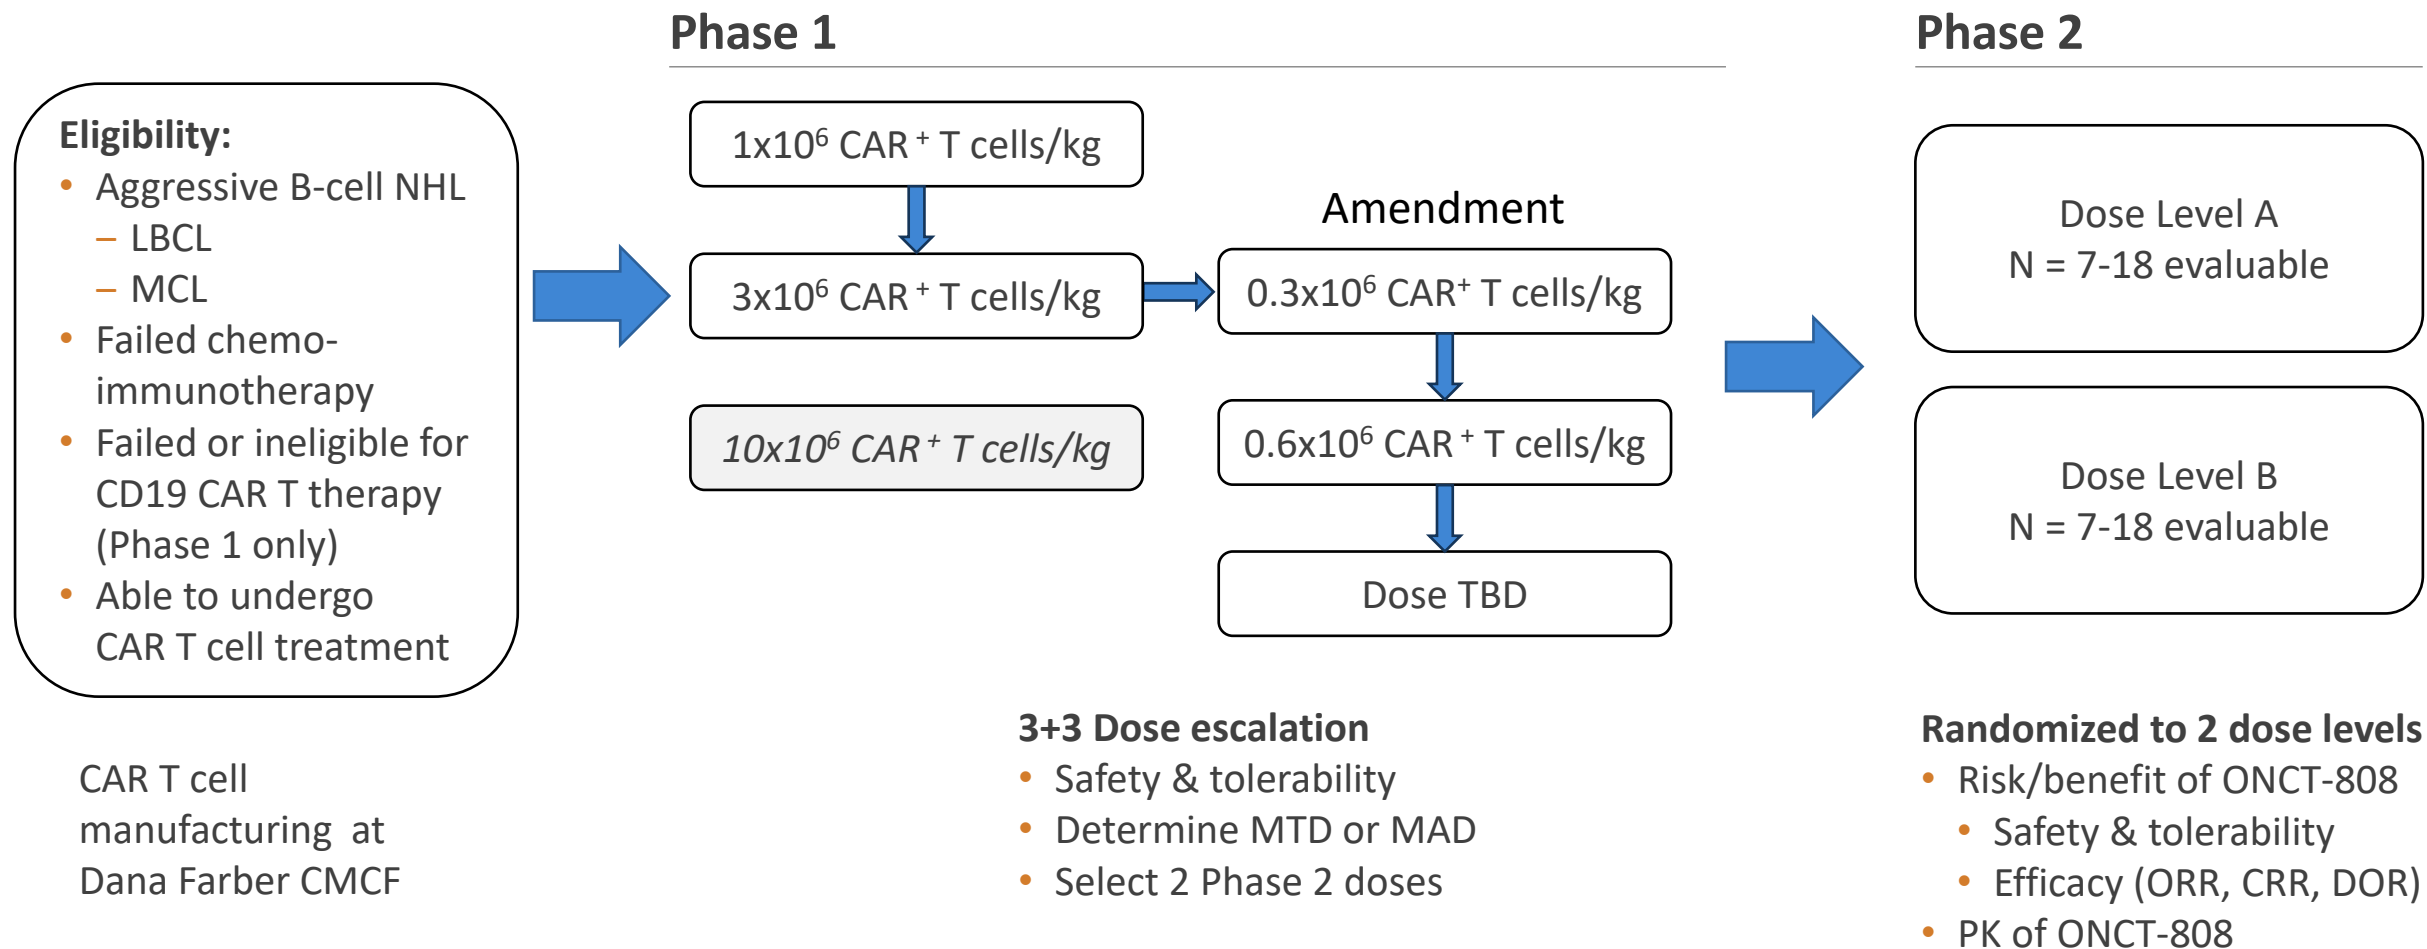 Phase 1
Phase 2
Eligibility:
• Aggressive B-cell NHL
– LBCL
– MCL
• Failed chemo-
immunotherapy
• Failed or ineligible for
CD19 CAR T therapy
(Phase 1 only)
• Able to undergo
CAR T cell treatment
CAR T cell
manufacturing at
Dana Farber CMCF
1x10⁶ CAR⁺ T cells/kg
3x10⁶ CAR⁺ T cells/kg
10x10⁶ CAR⁺ T cells/kg
Amendment
0.3x10⁶ CAR⁺ T cells/kg
0.6x10⁶ CAR⁺ T cells/kg
Dose TBD
3+3 Dose escalation
• Safety & tolerability
• Determine MTD or MAD
• Select 2 Phase 2 doses
Dose Level A
N = 7-18 evaluable
Dose Level B
N = 7-18 evaluable
Randomized to 2 dose levels
• Risk/benefit of ONCT-808
• Safety & tolerability
• Efficacy (ORR, CRR, DOR)
• PK of ONCT-808